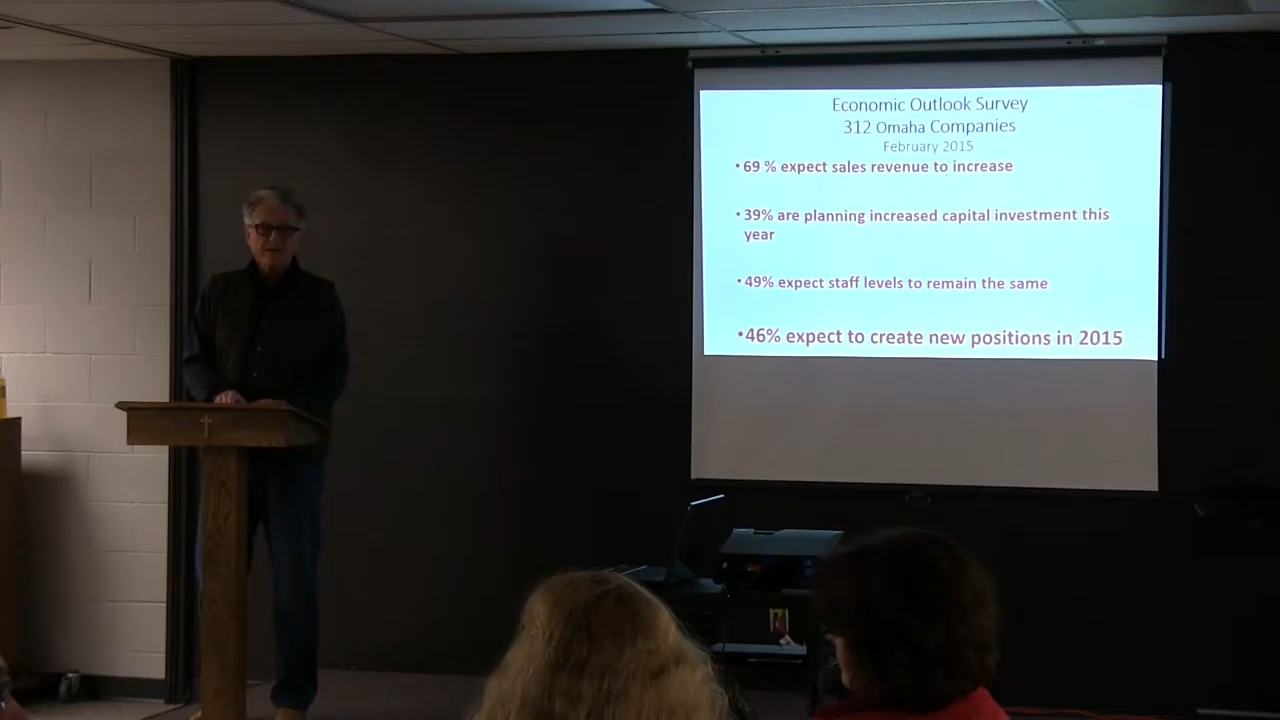 Economic Outlook Survey
312 Omaha Companies
February 2015
•69 % expect sales revenue to increase
•39% are planning increased capital investment this
year
•49% expect staff levels to remain the same
•46% expect to create new positions in 2015